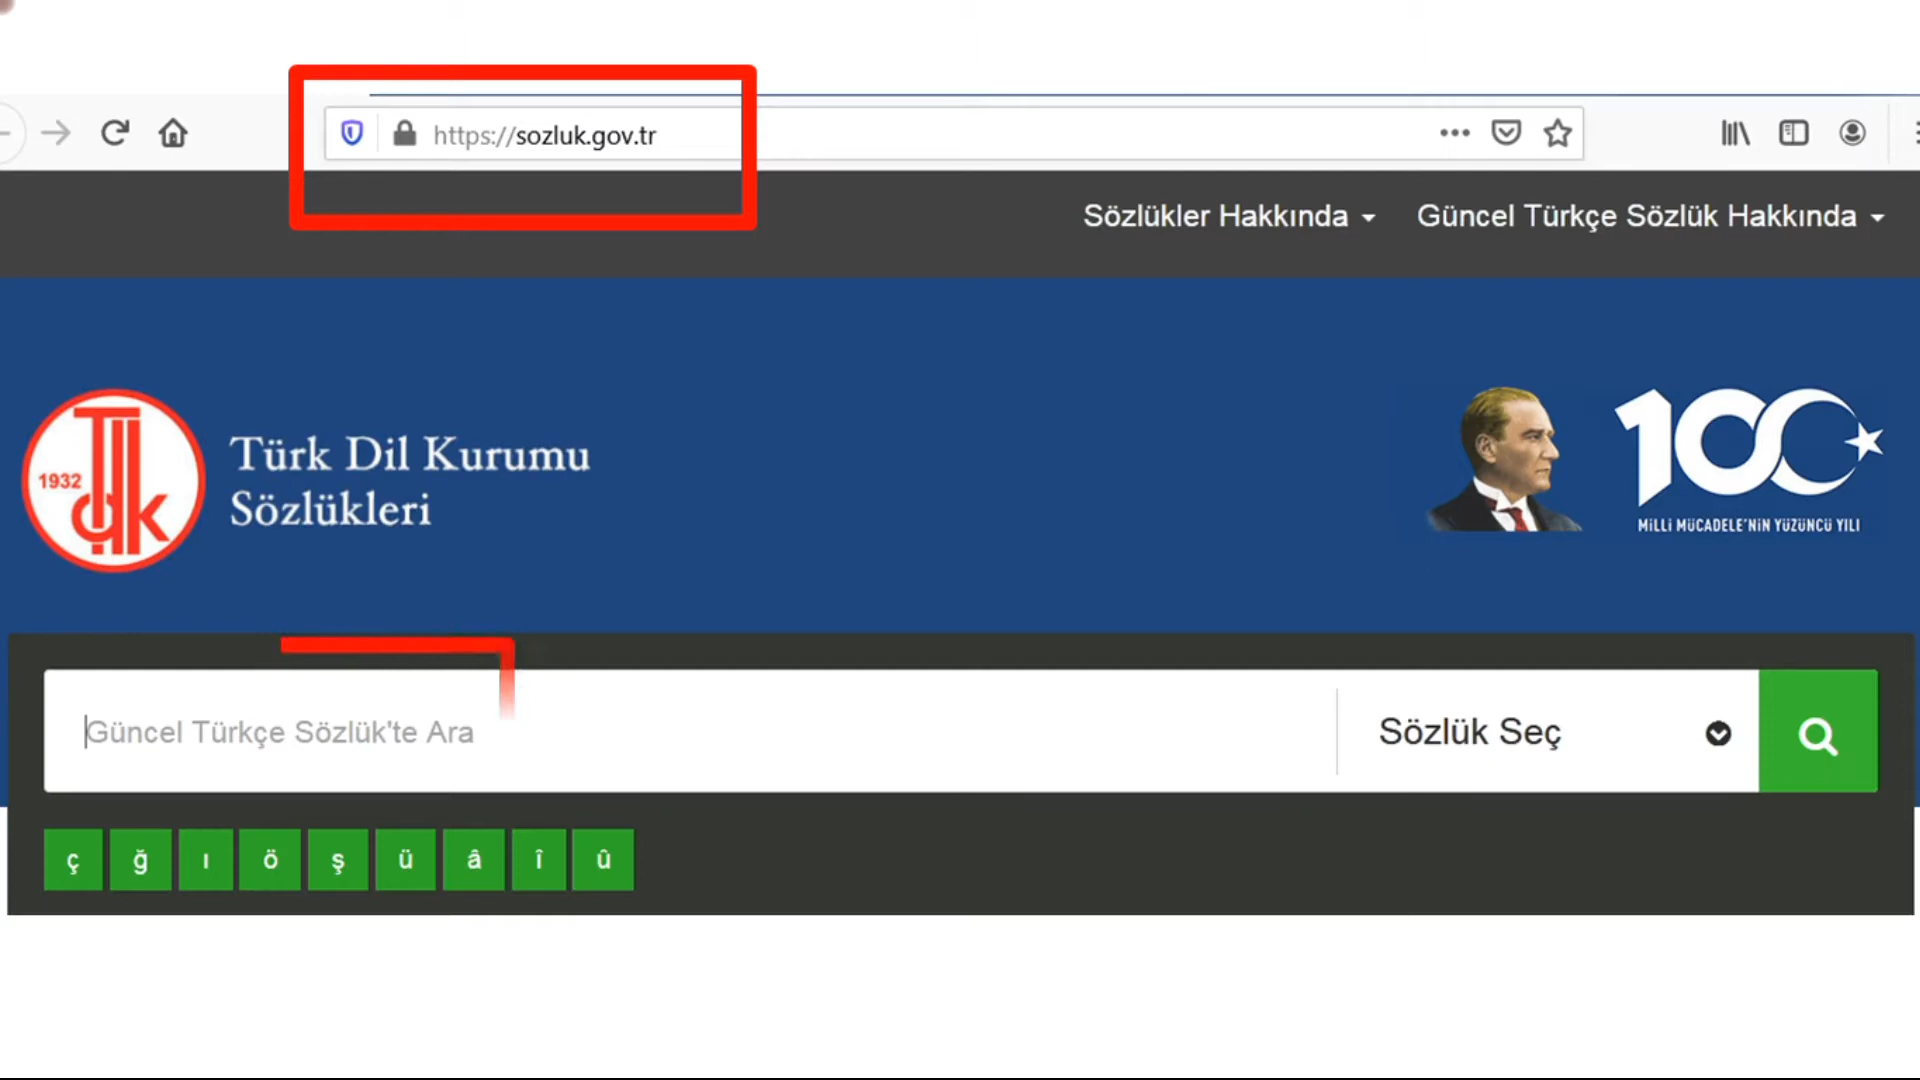 https://sozluk.gov.tr
Sözlükler Hakkında
Güncel Türkçe Sözlük Hakkında
1932
Tdk
Türk Dil Kurumu
Sözlükleri
100
MİLLİ MÜCADELE'NİN YÜZÜNCÜ YILI
Güncel Türkçe Sözlük'te Ara
Sözlük Seç
ç ğ ı ö ş ü â î û